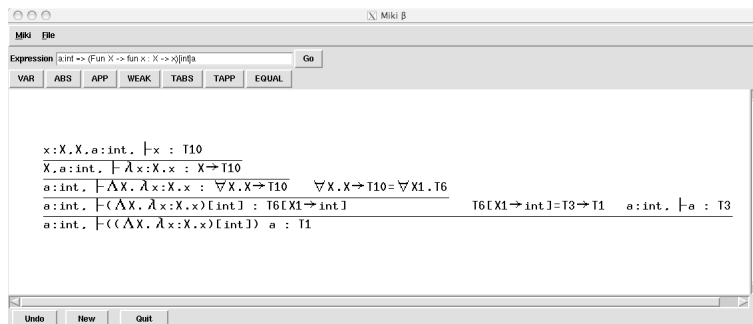 Miki β
Miki File
Expression a:int => (Fun X -> fun x : X -> x)[int]a Go
VAR ABS APP WEAK TABS TAPP EQUAL
x:X,X,a:int, ⊢x : T10
X,a:int, ⊢λx:X.x : X→T10
a:int, ⊢ΛX. λx:X.x : ∀X.X→T10 ∀X.X→T10=∀X1.T6
a:int, ⊢(ΛX. λx:X.x)[int] : T6[X1→int] T6[X1→int]=T3→T1 a:int, ⊢a : T3
a:int, ⊢((ΛX. λx:X.x)[int]) a : T1
Undo New Quit